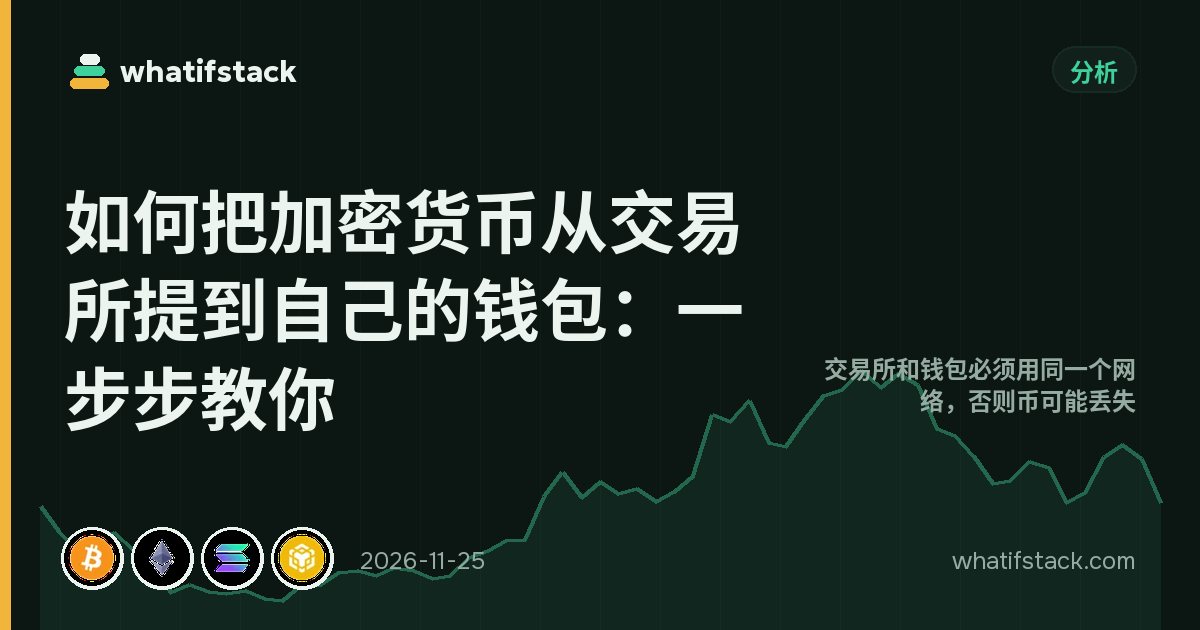 whatifstack
分析
如何把加密货币从交易
所提到自己的钱包：一
步步教你
交易所和钱包必须用同一个网
络，否则币可能丢失
2026-11-25
whatifstack.com